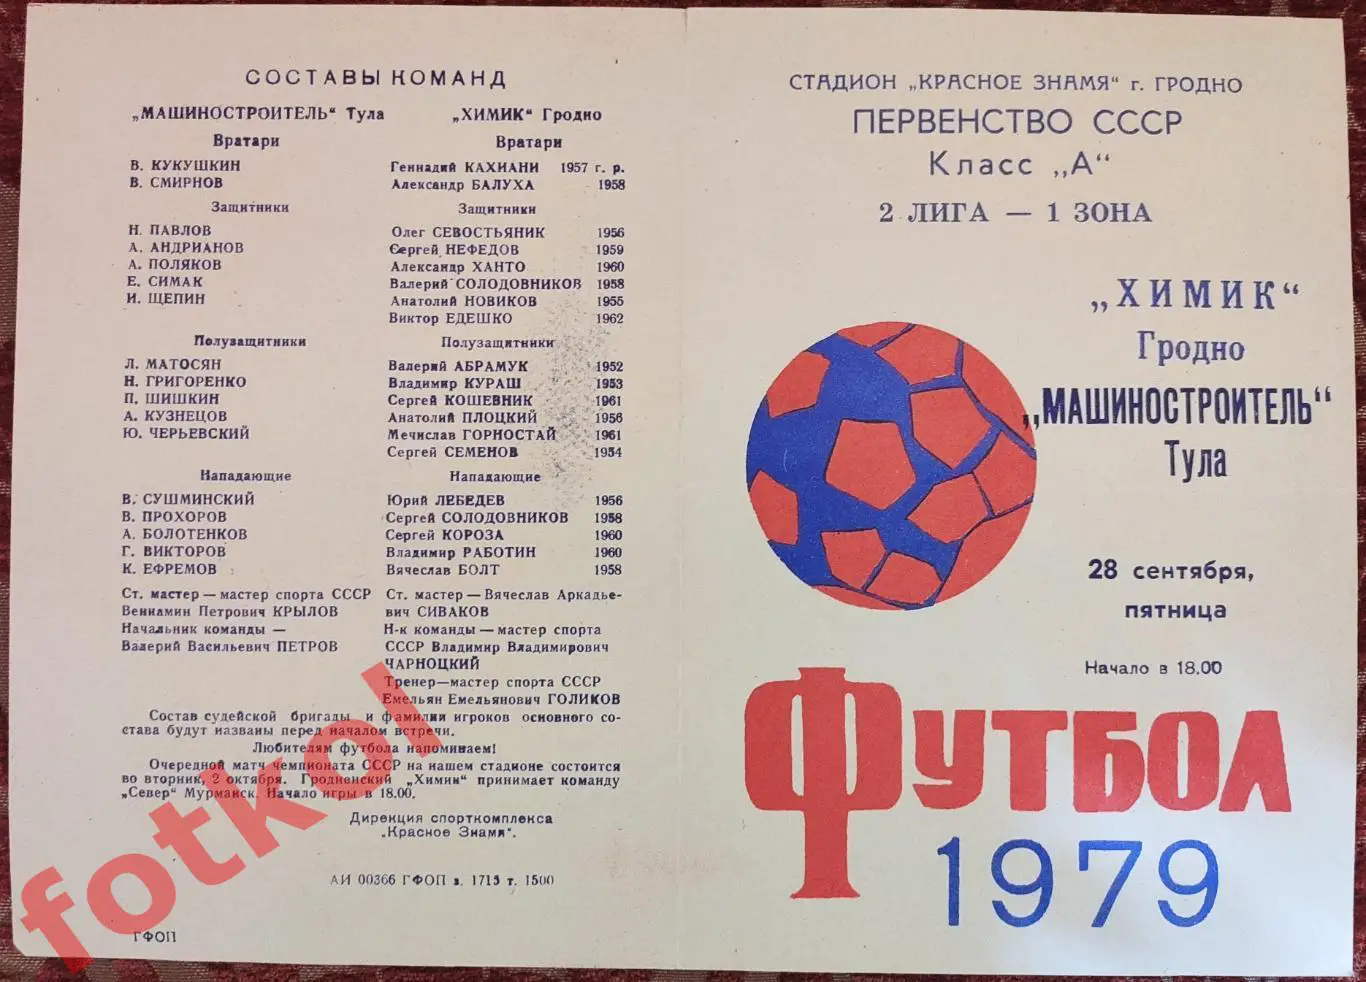 СОСТАВЫ КОМАНД
„МАШИНОСТРОИТЕЛЬ“ Тула
Вратари
В. КУКУШКИН
В. СМИРНОВ
Защитники
Н. ПАВЛОВ
А. АНДРИАНОВ
А. ПОЛЯКОВ
Е. СИМАК
И. ЩЕПИН
Полузащитники
Л. МАТОСЯН
Н. ГРИГОРЕНКО
П. ШИШКИН
А. КУЗНЕЦОВ
Ю. ЧЕРЬЕВСКИЙ
Нападающие
В. СУШМИНСКИЙ
В. ПРОХОРОВ
А. БОЛОТЕНКОВ
Г. ВИКТОРОВ
К. ЕФРЕМОВ
Ст. мастер — мастер спорта СССР
Вениамин Петрович КРЫЛОВ
Начальник команды —
Валерий Васильевич ПЕТРОВ
„ХИМИК“ Гродно
Вратари
Геннадий КАХИАНИ 1957 г. р.
Александр БАЛУХА 1958
Защитники
Олег СЕВОСТЬЯНИК 1956
Сергей НЕФЕДОВ 1959
Александр ХАНТО 1960
Валерий СОЛОДОВНИКОВ 1958
Анатолий НОВИКОВ 1955
Виктор ЕДЕШКО 1962
Полузащитники
Валерий АБРАМУК 1952
Владимир КУРАШ 1953
Сергей КОШЕВНИК 1961
Анатолий ПЛОЦКИЙ 1956
Мечислав ГОРНОСТАЙ 1961
Сергей СЕМЕНОВ 1954
Нападающие
Юрий ЛЕБЕДЕВ 1956
Сергей СОЛОДОВНИКОВ 1958
Сергей КОРОЗА 1960
Владимир РАБОТИН 1960
Вячеслав БОЛТ 1958
Ст. мастер — Вячеслав Аркадье-
вич СИВАКОВ
Н-к команды — мастер спорта
СССР Владимир Владимирович
ЧАРНОЦКИЙ
Тренер—мастер спорта СССР
Емельян Емельянович ГОЛИКОВ
Состав судейской бригады и фамилии игроков основного со-
става будут названы перед началом встречи.
Любителям футбола напоминаем!
Очередной матч чемпионата СССР на нашем стадионе состоится
во вторник, 2 октября. Гродненский „Химик“ принимает команду
„Север“ Мурманск. Начало игры в 18.00.
Дирекция спорткомплекса
„Красное Знамя“.
АИ 00366 ГФОП з. 1715 т. 1500
ГФОП
СТАДИОН „КРАСНОЕ ЗНАМЯ“ г. ГРОДНО
ПЕРВЕНСТВО СССР
Класс „А“
2 ЛИГА — 1 ЗОНА
„ХИМИК“
Гродно
„МАШИНОСТРОИТЕЛЬ“
Тула
28 сентября,
пятница
Начало в 18.00
ФУТБОЛ
1979
fotkol